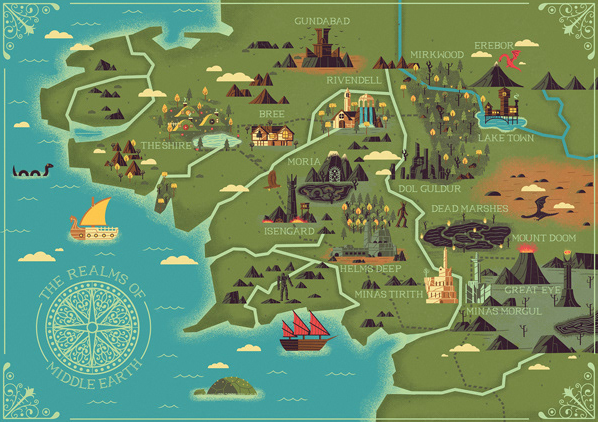 GUNDABAD
MIRKWOOD
EREBOR
RIVENDELL
BREE
THE SHIRE
LAKE TOWN
MORIA
DOL GULDUR
DEAD MARSHES
ISENGARD
MOUNT DOOM
HELMS DEEP
GREAT EYE
MINAS TIRITH
MINAS MORGUL
THE REALMS OF
MIDDLE EARTH